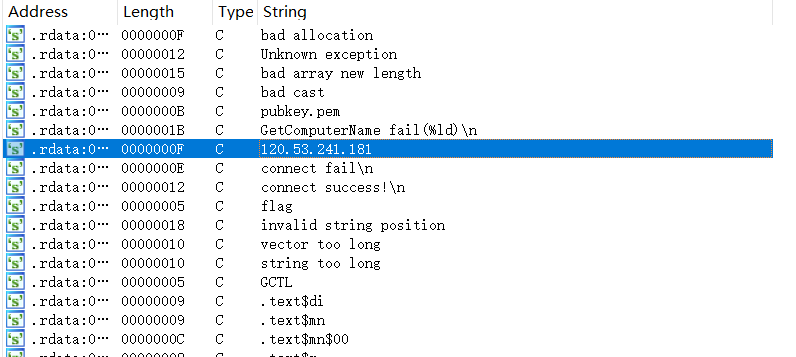 Address Length Type String
.rdata:0… 0000000F C bad allocation
.rdata:0… 00000012 C Unknown exception
.rdata:0… 00000015 C bad array new length
.rdata:0… 00000009 C bad cast
.rdata:0… 0000000B C pubkey.pem
.rdata:0… 0000001B C GetComputerName fail(%ld)\n
.rdata:0… 0000000F C 120.53.241.181
.rdata:0… 0000000E C connect fail\n
.rdata:0… 00000012 C connect success!\n
.rdata:0… 00000005 C flag
.rdata:0… 00000018 C invalid string position
.rdata:0… 00000010 C vector too long
.rdata:0… 00000010 C string too long
.rdata:0… 00000005 C GCTL
.rdata:0… 00000009 C .text$di
.rdata:0… 00000009 C .text$mn
.rdata:0… 0000000C C .text$mn$00